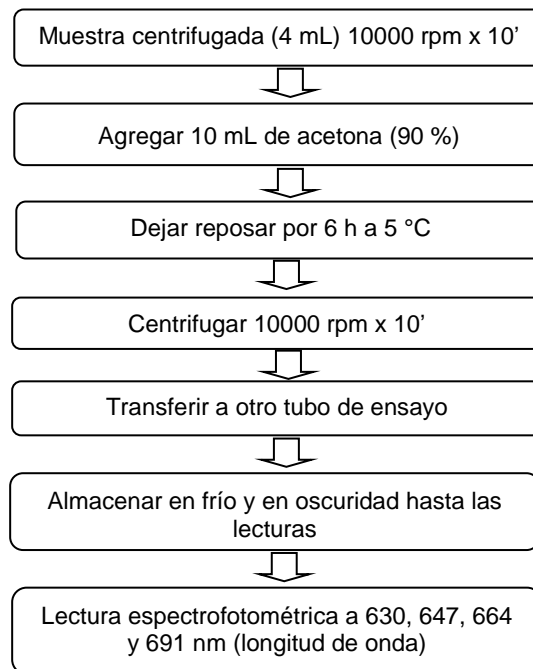 Muestra centrifugada (4 mL) 10000 rpm x 10’
Agregar 10 mL de acetona (90 %)
Dejar reposar por 6 h a 5 °C
Centrifugar 10000 rpm x 10’
Transferir a otro tubo de ensayo
Almacenar en frío y en oscuridad hasta las
lecturas
Lectura espectrofotométrica a 630, 647, 664
y 691 nm (longitud de onda)